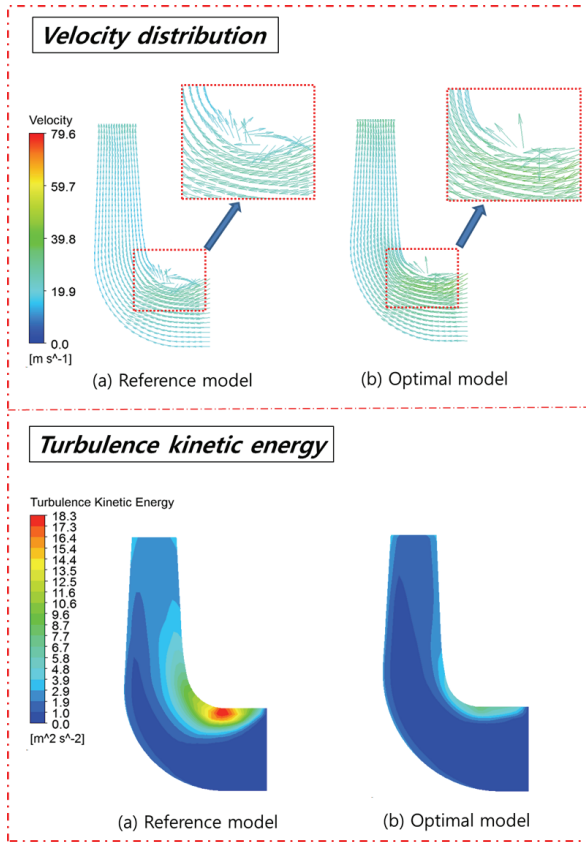 Velocity distribution
Velocity
79.6
59.7
39.8
19.9
0.0
[m s^-1]
(a) Reference model
(b) Optimal model
Turbulence kinetic energy
Turbulence Kinetic Energy
18.3
17.3
16.4
15.4
14.4
13.5
12.5
11.6
10.6
9.6
8.7
7.7
6.7
5.8
4.8
3.9
2.9
1.9
1.0
0.0
[m^2 s^-2]
(a) Reference model
(b) Optimal model